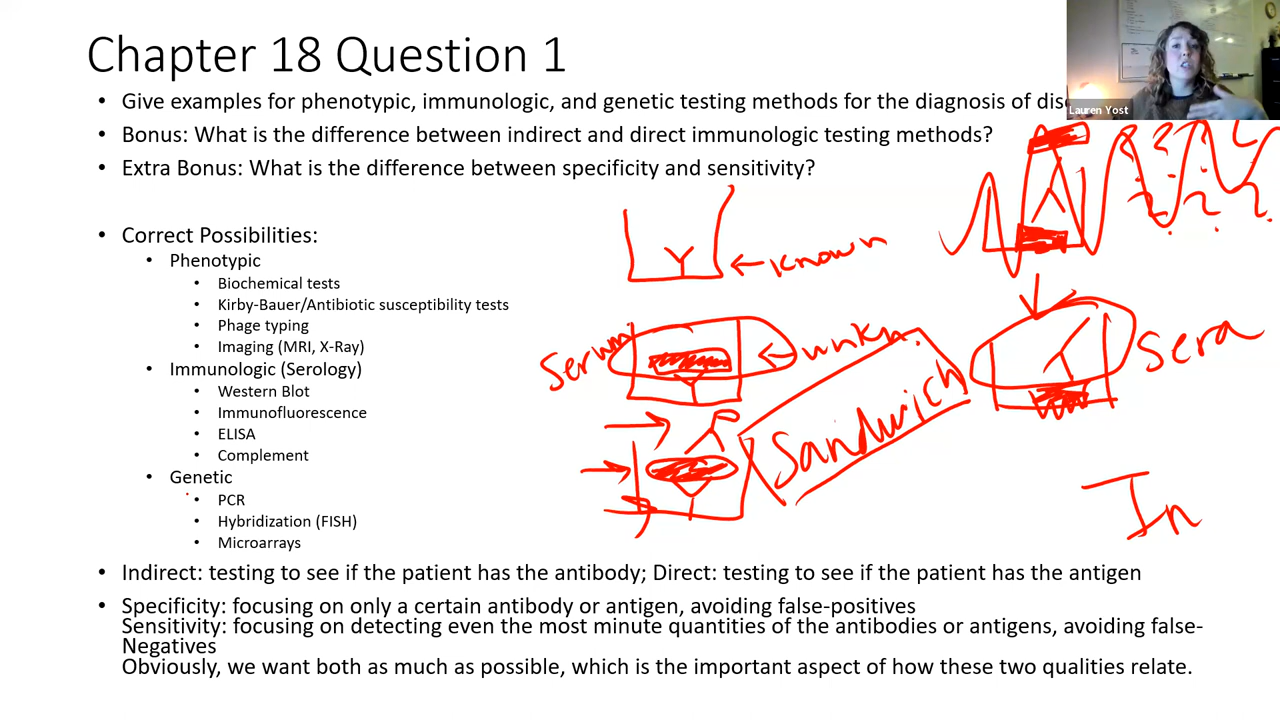 Chapter 18 Question 1
• Give examples for phenotypic, immunologic, and genetic testing methods for the diagnosis of dis
Lauren Yost
• Bonus: What is the difference between indirect and direct immunologic testing methods?
• Extra Bonus: What is the difference between specificity and sensitivity?
• Correct Possibilities:
• Phenotypic
• Biochemical tests
• Kirby-Bauer/Antibiotic susceptibility tests
• Phage typing
• Imaging (MRI, X-Ray)
• Immunologic (Serology)
• Western Blot
• Immunofluorescence
• ELISA
• Complement
• Genetic
• PCR
• Hybridization (FISH)
• Microarrays
known
Serum
unkn.
Sandwich
Sera
In
• Indirect: testing to see if the patient has the antibody; Direct: testing to see if the patient has the antigen
• Specificity: focusing on only a certain antibody or antigen, avoiding false-positives
Sensitivity: focusing on detecting even the most minute quantities of the antibodies or antigens, avoiding false-
Negatives
Obviously, we want both as much as possible, which is the important aspect of how these two qualities relate.